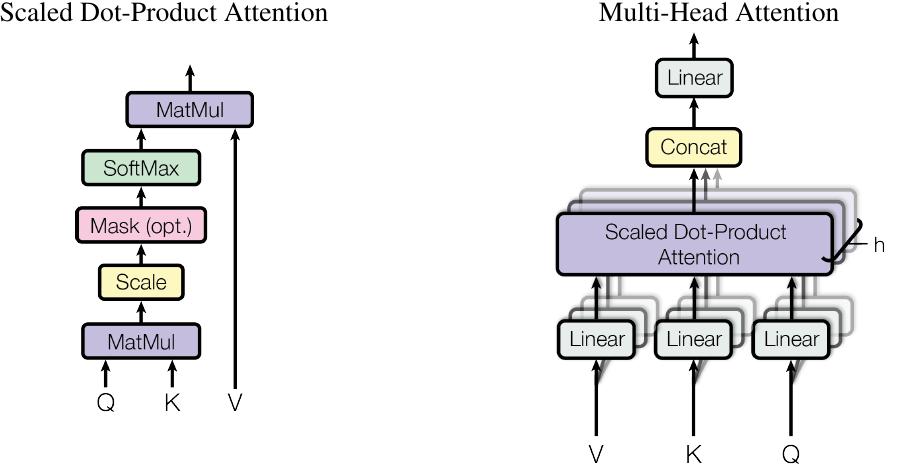 Scaled Dot-Product Attention
MatMul
SoftMax
Mask (opt.)
Scale
MatMul
Q K V
Multi-Head Attention
Linear
Concat
Scaled Dot-Product
Attention
h
Linear Linear Linear
V K Q